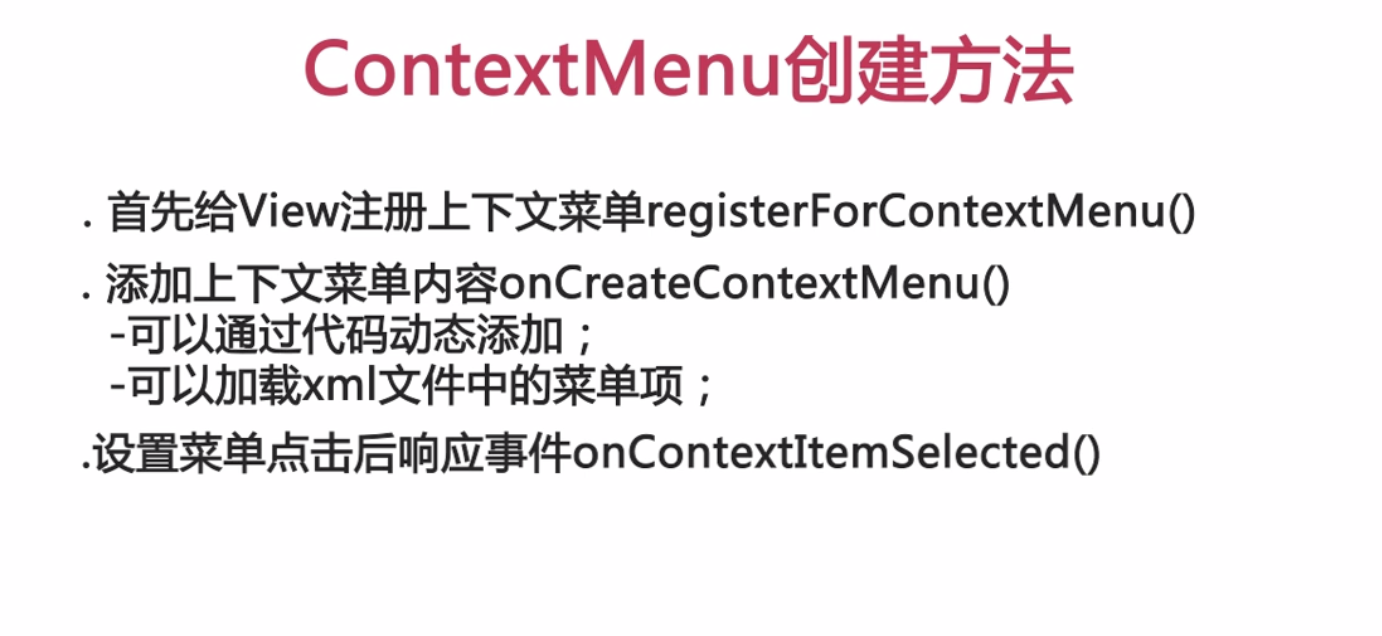 ContextMenu创建方法
. 首先给View注册上下文菜单registerForContextMenu()
. 添加上下文菜单内容onCreateContextMenu()
-可以通过代码动态添加；
-可以加载xml文件中的菜单项；
.设置菜单点击后响应事件onContextItemSelected()